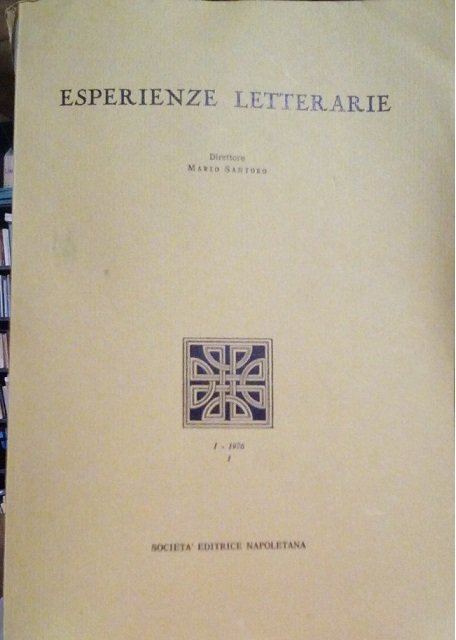 ESPERIENZE LETTERARIE
Direttore
MARIO SANTORO
I - 1976
1
SOCIETA' EDITRICE NAPOLETANA